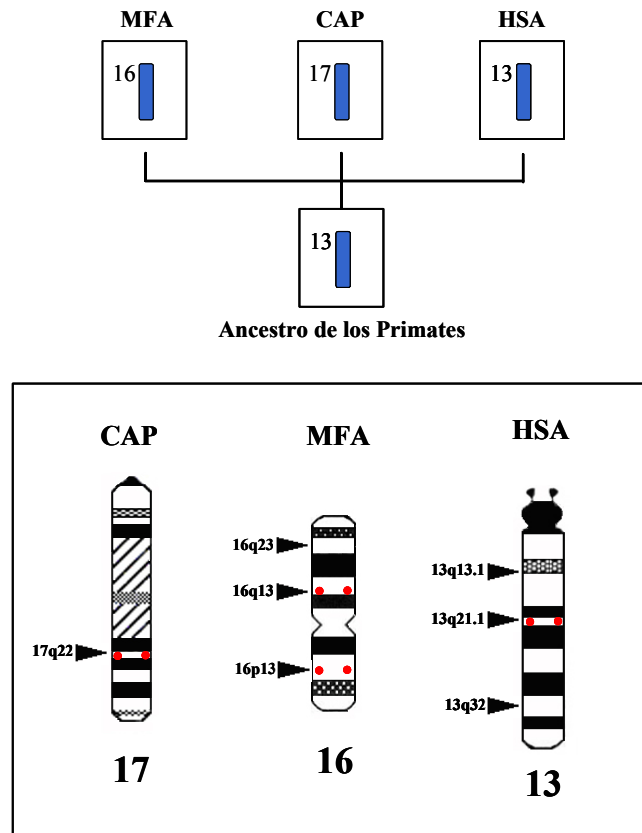 MFA CAP HSA
16 17 13
13
Ancestro de los Primates
CAP MFA HSA
16q23
13q13.1
16q13
13q21.1
17q22
16p13
13q32
17 16 13